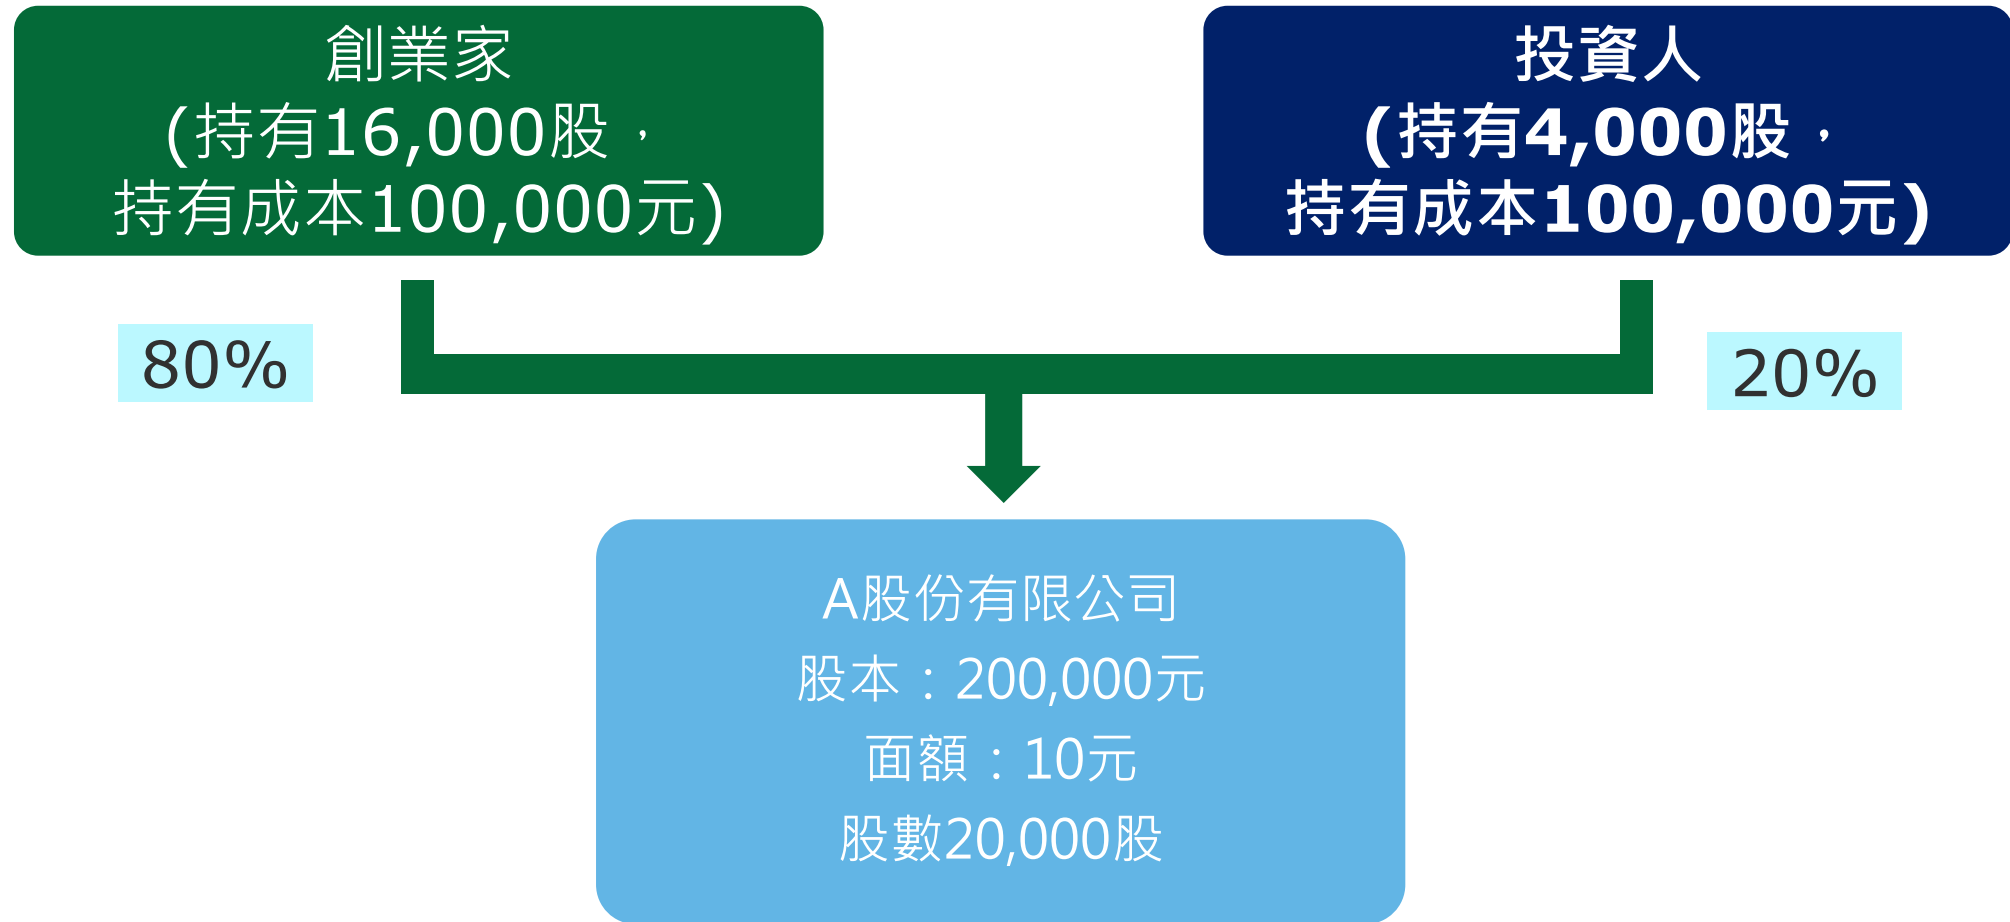 創業家
(持有16,000股，
持有成本100,000元)
投資人
(持有4,000股，
持有成本100,000元)
80%
20%
A股份有限公司
股本：200,000元
面額：10元
股數20,000股